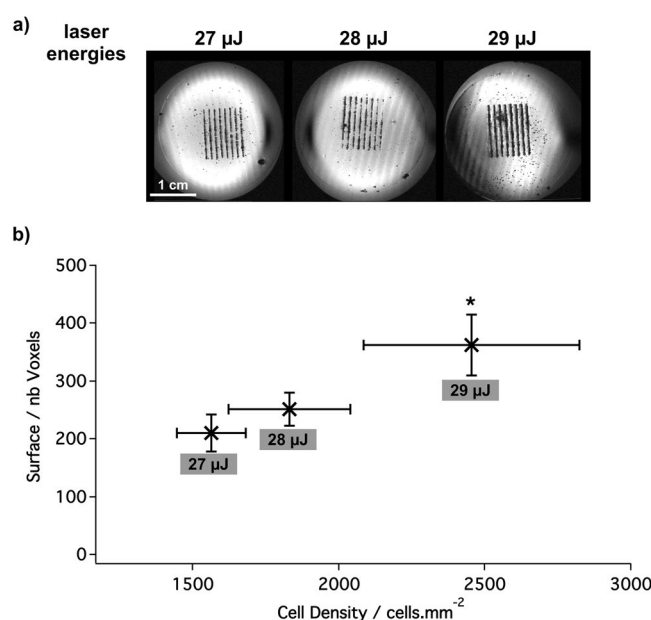 a)
laser energies
27 µJ
28 µJ
29 µJ
1 cm
b)
Surface / nb Voxels
500
400
300
200
100
0
*
27 µJ
28 µJ
29 µJ
1500
2000
2500
3000
Cell Density / cells.mm⁻²